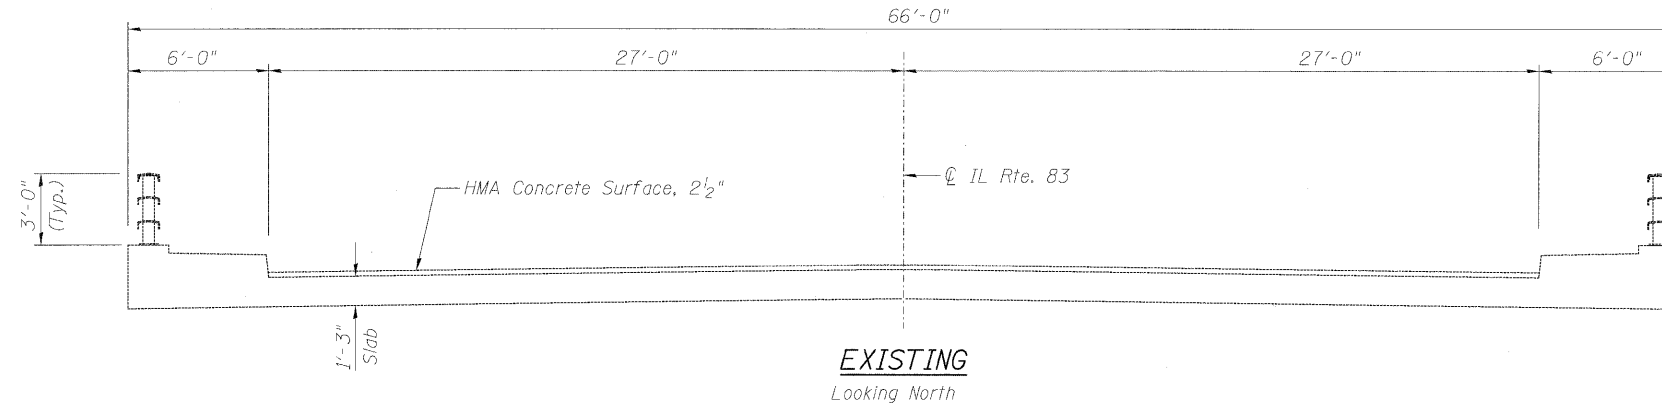 66'-0"
6'-0"
27'-0"
27'-0"
6'-0"
3'-0"
(Typ.)
HMA Concrete Surface, 2½"
℄ IL Rte. 83
1'-3"
Slab
EXISTING
Looking North